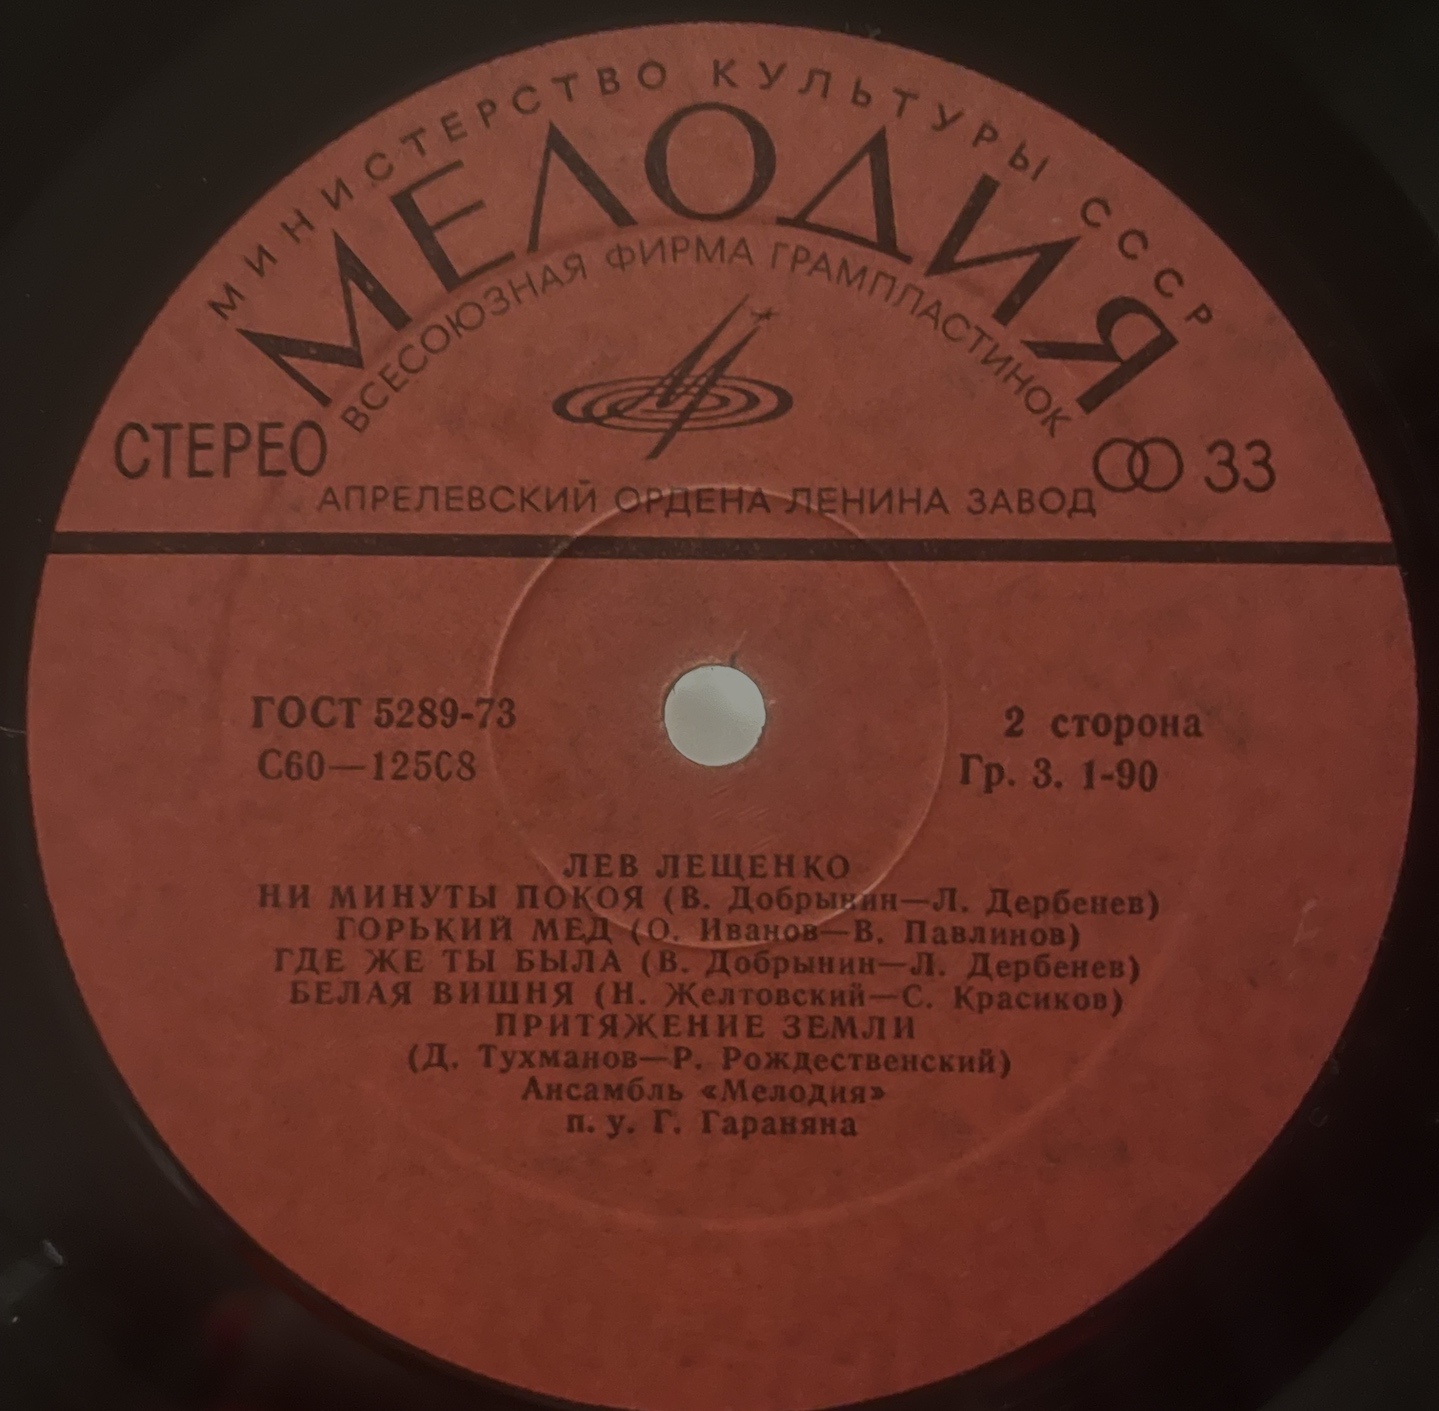 МИНИСТЕРСТВО КУЛЬТУРЫ СССР
МЕЛОДИЯ
ВСЕСОЮЗНАЯ ФИРМА ГРАМПЛАСТИНОК
СТЕРЕО
33
АПРЕЛЕВСКИЙ ОРДЕНА ЛЕНИНА ЗАВОД
ГОСТ 5289-73
2 сторона
С60—12508
Гр. 3. 1-90
ЛЕВ ЛЕЩЕНКО
НИ МИНУТЫ ПОКОЯ (В. Добрынин—Л. Дербенев)
ГОРЬКИЙ МЕД (О. Иванов—В. Павлинов)
ГДЕ ЖЕ ТЫ БЫЛА (В. Добрынин—Л. Дербенев)
БЕЛАЯ ВИШНЯ (Н. Желтовский—С. Красиков)
ПРИТЯЖЕНИЕ ЗЕМЛИ
(Д. Тухманов—Р. Рождественский)
Ансамбль «Мелодия»
п. у. Г. Гараняна